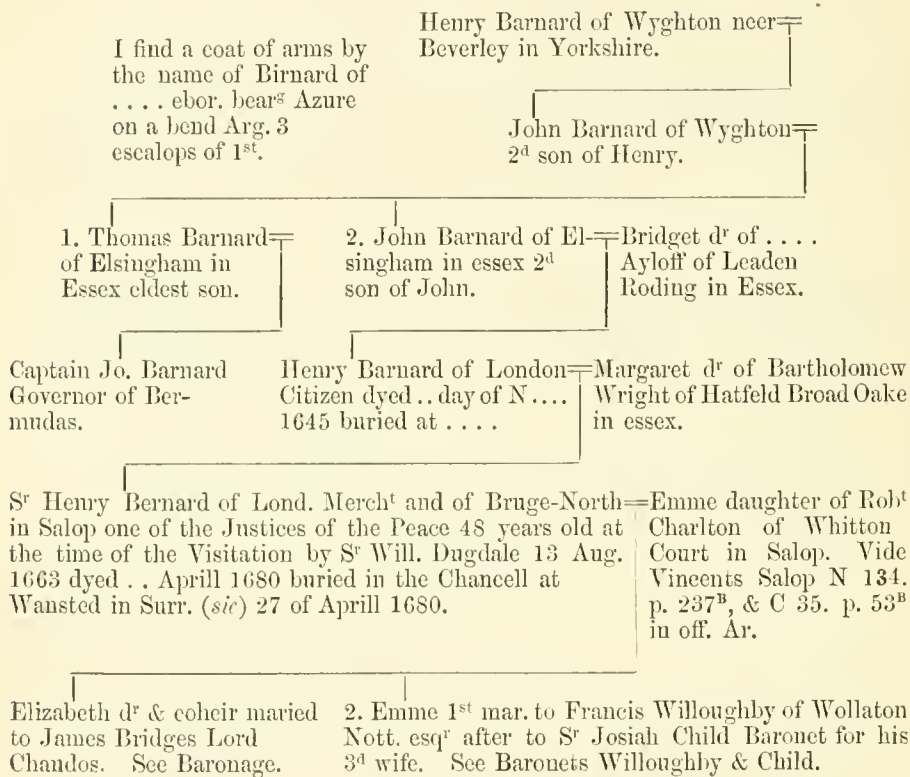 Henry Barnard of Wyghton neer
Beverley in Yorkshire.
I find a coat of arms by
the name of Birnard of
. . . . ebor. bearᵍ Azure
on a bend Arg. 3
escalops of 1ˢᵗ.
John Barnard of Wyghton
2ᵈ son of Henry.
1. Thomas Barnard
of Elsingham in
Essex eldest son.
2. John Barnard of El-
singham in essex 2ᵈ
son of John.
Bridget dʳ of . . . .
Ayloff of Leaden
Roding in Essex.
Captain Jo. Barnard
Governor of Ber-
mudas.
Henry Barnard of London
Citizen dyed . . day of N . . . .
1645 buried at . . . .
Margaret dʳ of Bartholomew
Wright of Hatfeld Broad Oake
in essex.
Sʳ Henry Bernard of Lond. Merchᵗ and of Bruge-North
in Salop one of the Justices of the Peace 48 years old at
the time of the Visitation by Sʳ Will. Dugdale 13 Aug.
1663 dyed . . Aprill 1680 buried in the Chancell at
Wansted in Surr. (sic) 27 of Aprill 1680.
Emme daughter of Robᵗ
Charlton of Whitton
Court in Salop. Vide
Vincents Salop N 134.
p. 237ᴮ, & C 35. p. 53ᴮ
in off. Ar.
Elizabeth dʳ & coheir maried
to James Bridges Lord
Chandos. See Baronage.
2. Emme 1ˢᵗ mar. to Francis Willoughby of Wollaton
Nott. esqʳ after to Sʳ Josiah Child Baronet for his
3ᵈ wife. See Baronets Willoughby & Child.